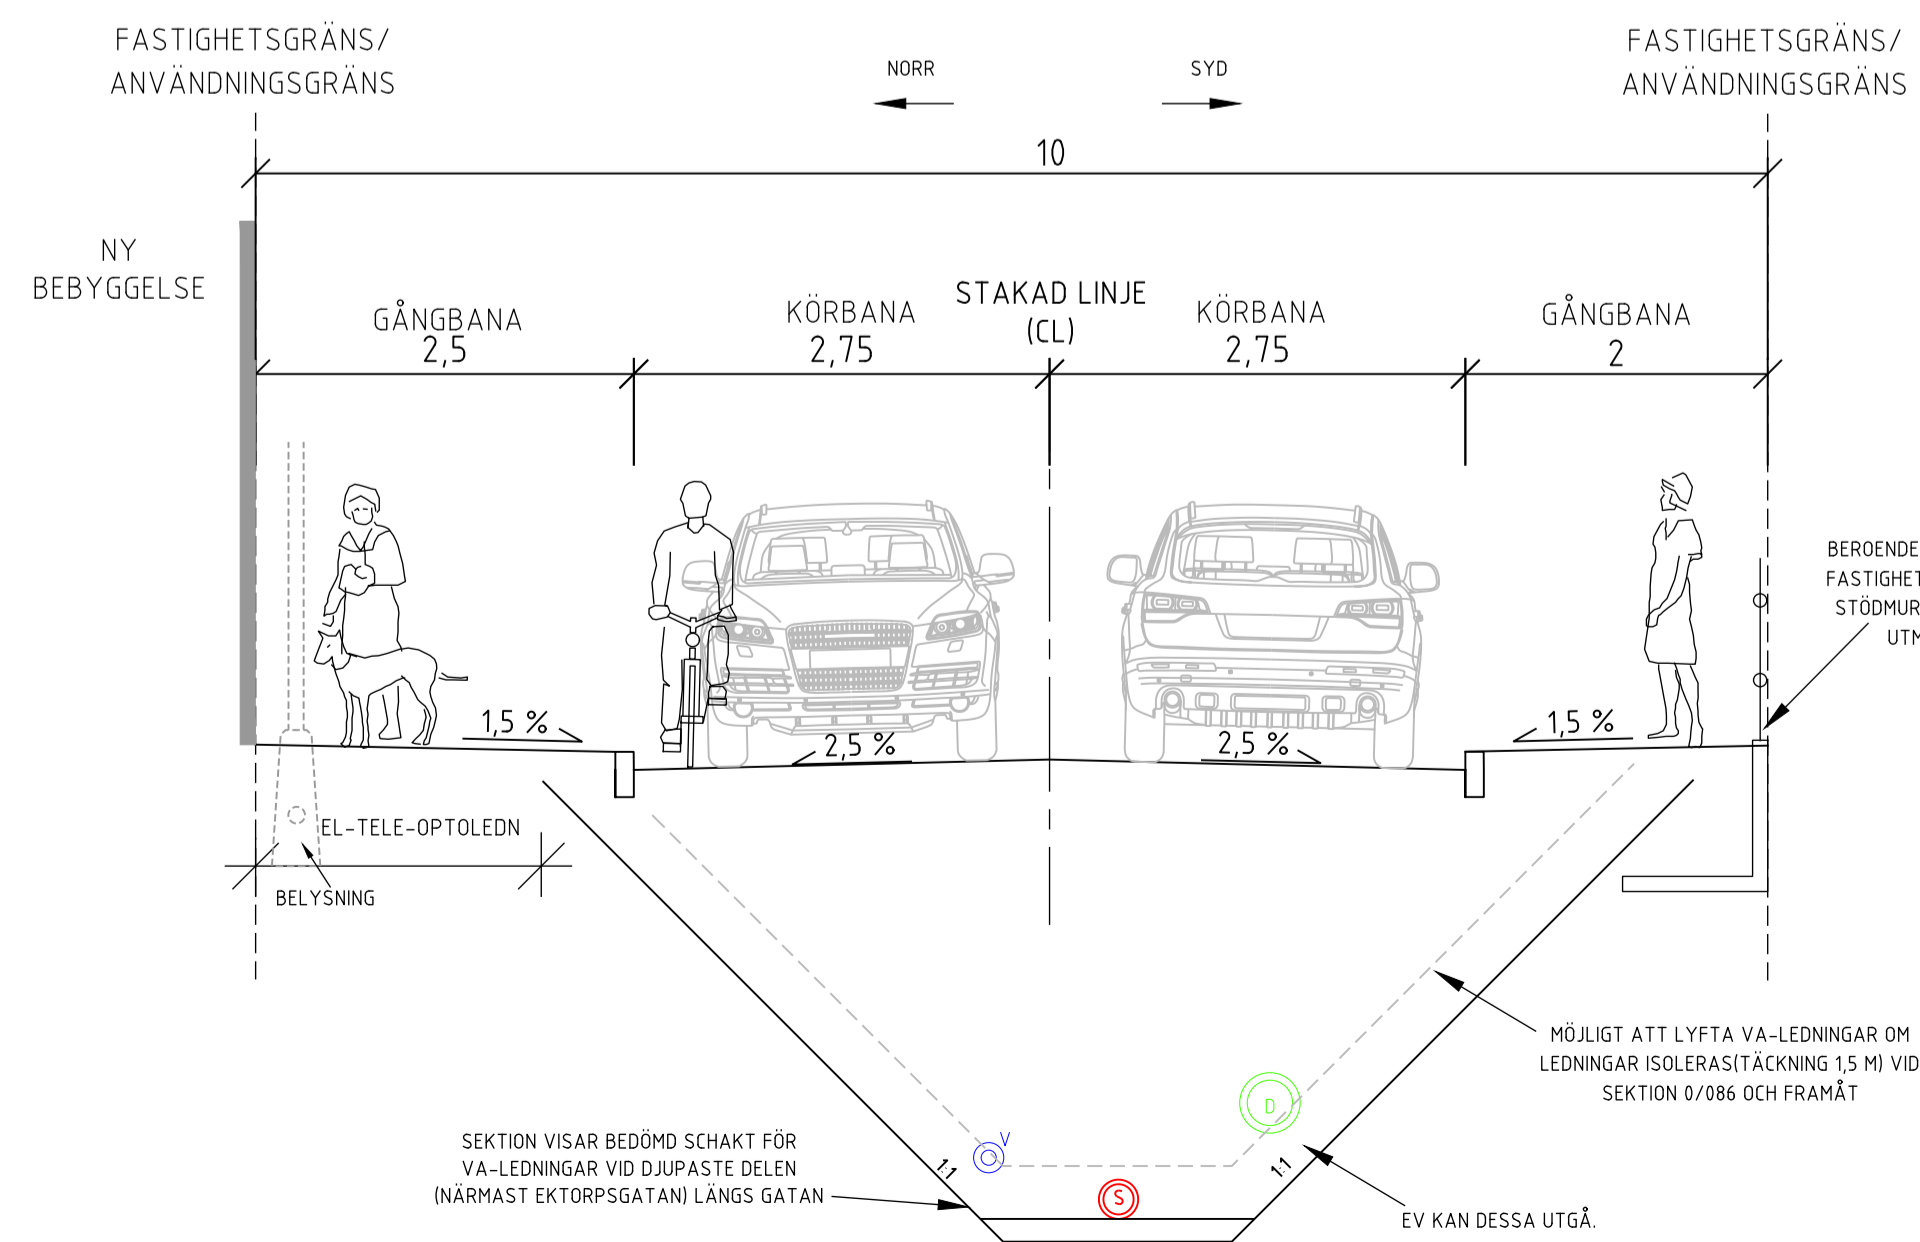 FASTIGHETSGRÄNS/
ANVÄNDNINGSGRÄNS
NORR
SYD
FASTIGHETSGRÄNS/
ANVÄNDNINGSGRÄNS
10
NY
BEBYGGELSE
GÅNGBANA
2,5
KÖRBANA
2,75
STAKAD LINJE
(CL)
KÖRBANA
2,75
GÅNGBANA
2
BEROENDE
FASTIGHET
STÖDMUR
UTM
1,5 %
2,5 %
2,5 %
1,5 %
EL-TELE-OPTOLEDN
BELYSNING
MÖJLIGT ATT LYFTA VA-LEDNINGAR OM
LEDNINGAR ISOLERAS(TÄCKNING 1,5 M) VID
SEKTION 0/086 OCH FRAMÅT
D
V
S
1:1
1:1
SEKTION VISAR BEDÖMD SCHAKT FÖR
VA-LEDNINGAR VID DJUPASTE DELEN
(NÄRMAST EKTORPSGATAN) LÄNGS GATAN
EV KAN DESSA UTGÅ.